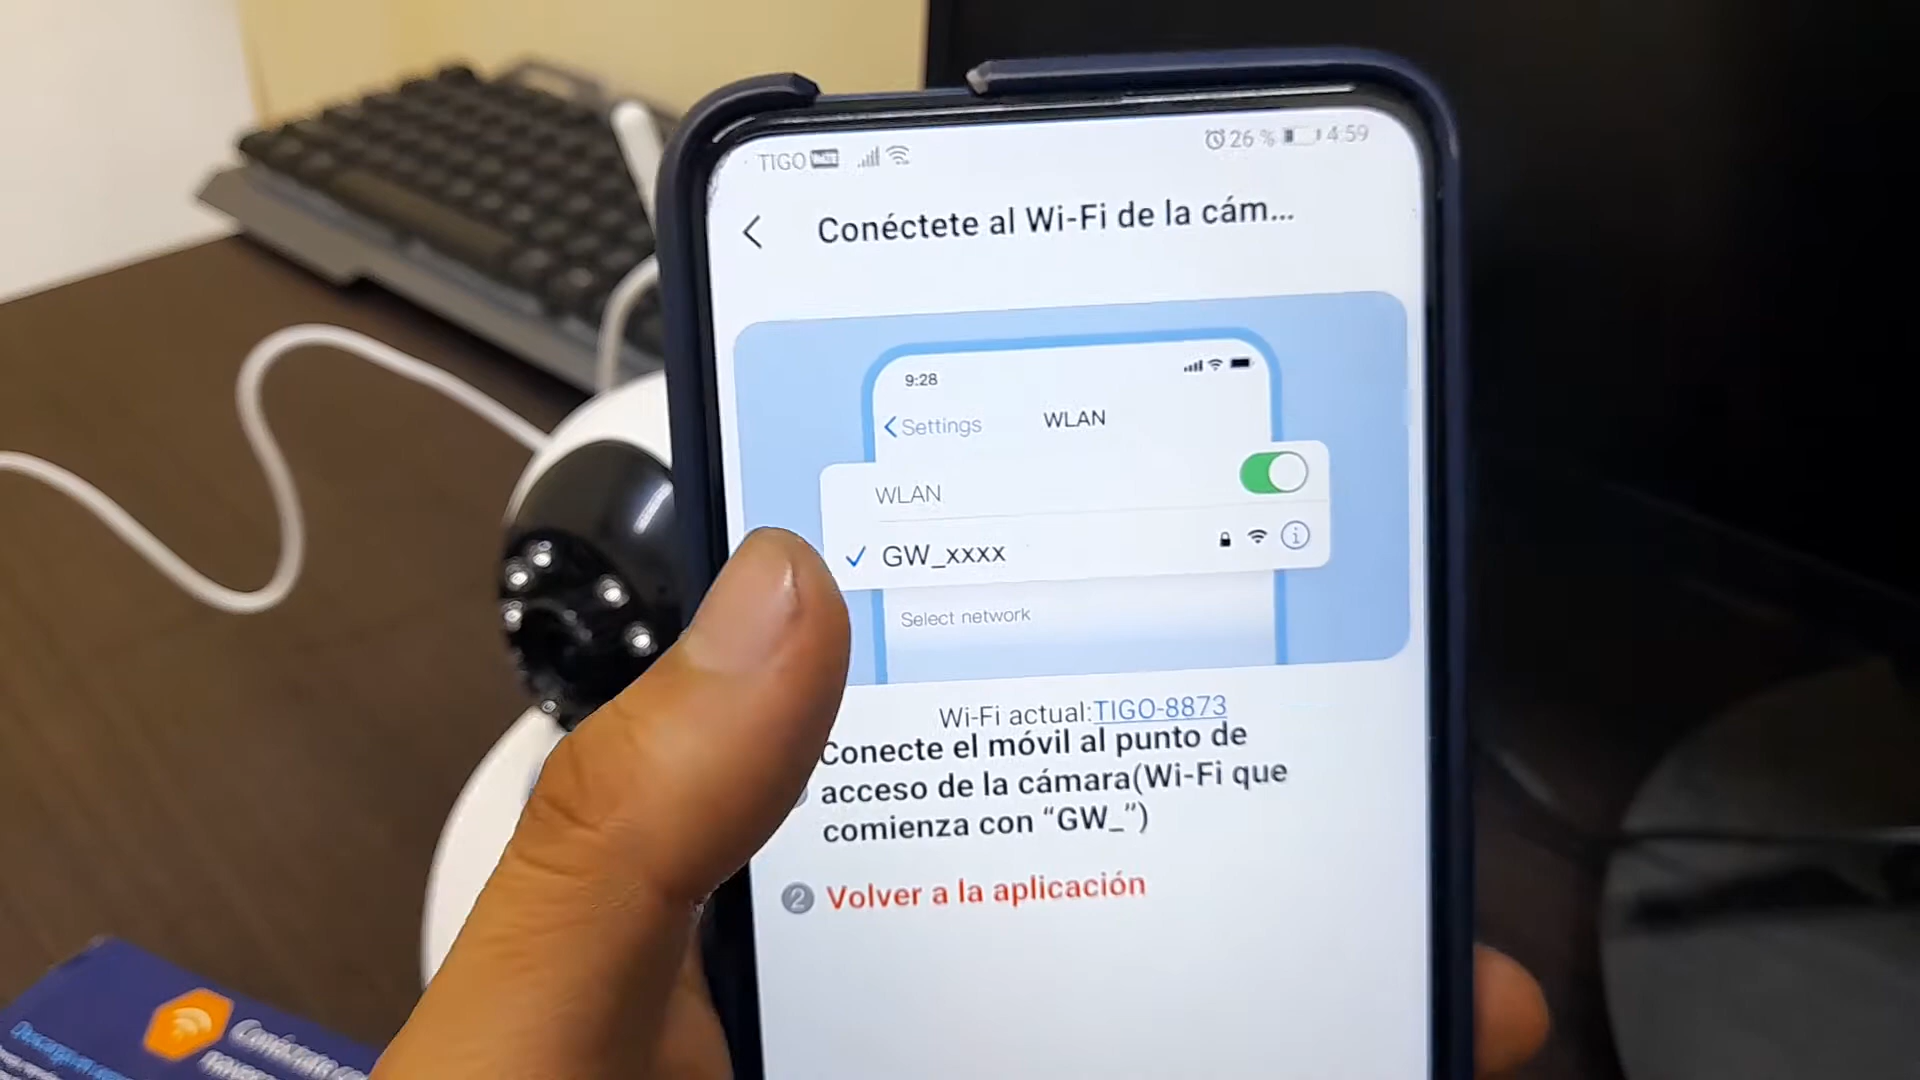 TIGO
26 % 4:59
Conéctete al Wi-Fi de la cám...
9:28
Settings WLAN
WLAN
GW_xxxx
Select network
Wi-Fi actual:TIGO-8873
Conecte el móvil al punto de
acceso de la cámara(Wi-Fi que
comienza con “GW_”)
2 Volver a la aplicación